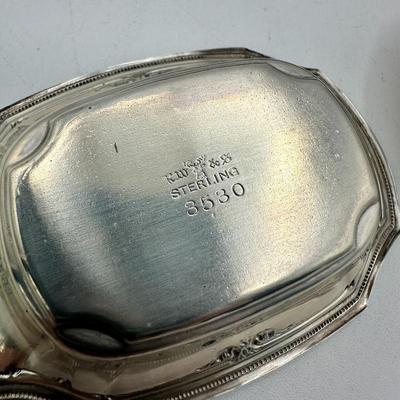 R.W & S
STERLING
3530